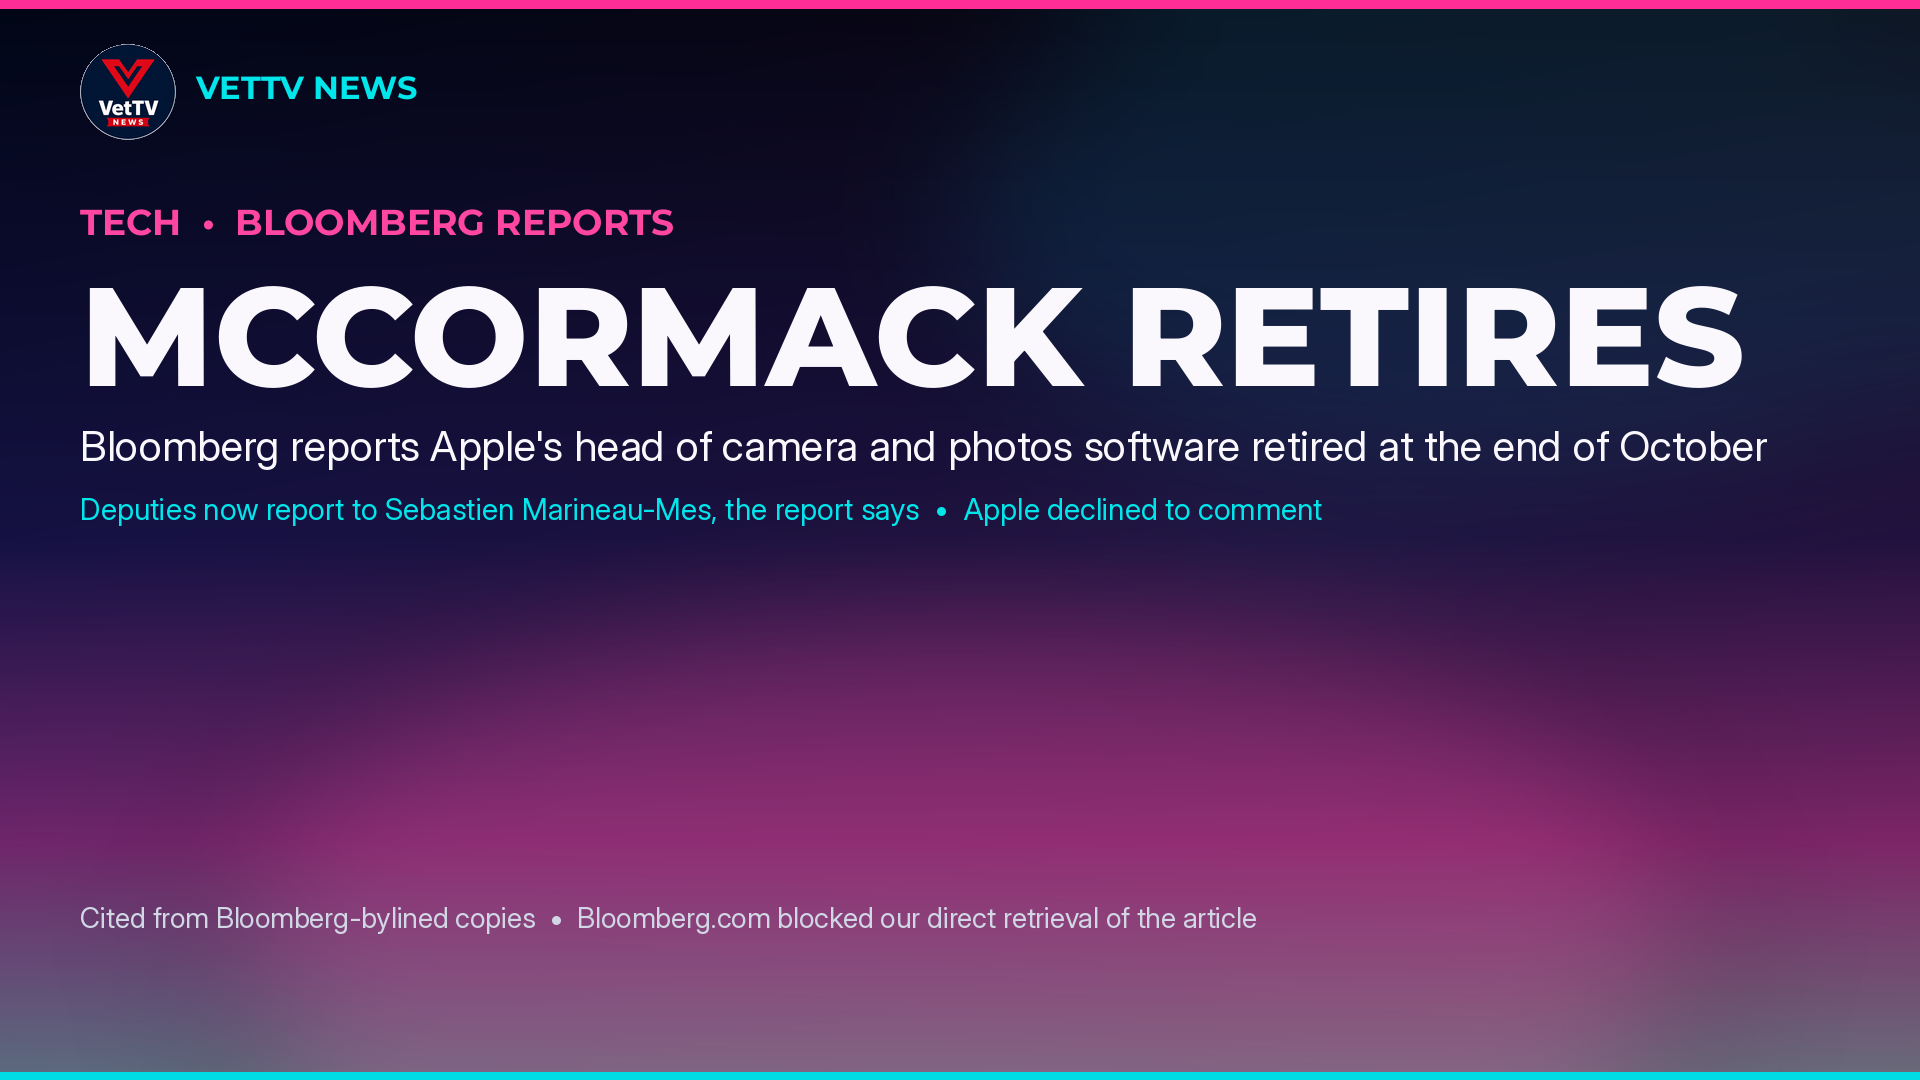 VetTV
NEWS
VETTV NEWS
TECH • BLOOMBERG REPORTS
MCCORMACK RETIRES
Bloomberg reports Apple's head of camera and photos software retired at the end of October
Deputies now report to Sebastien Marineau-Mes, the report says • Apple declined to comment
Cited from Bloomberg-bylined copies • Bloomberg.com blocked our direct retrieval of the article